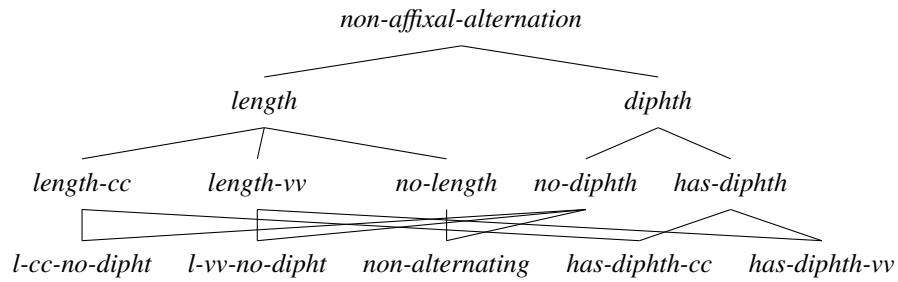 non-affixal-alternation
length diphth
length-cc length-vv no-length no-diphth has-diphth
l-cc-no-dipht l-vv-no-dipht non-alternating has-diphth-cc has-diphth-vv